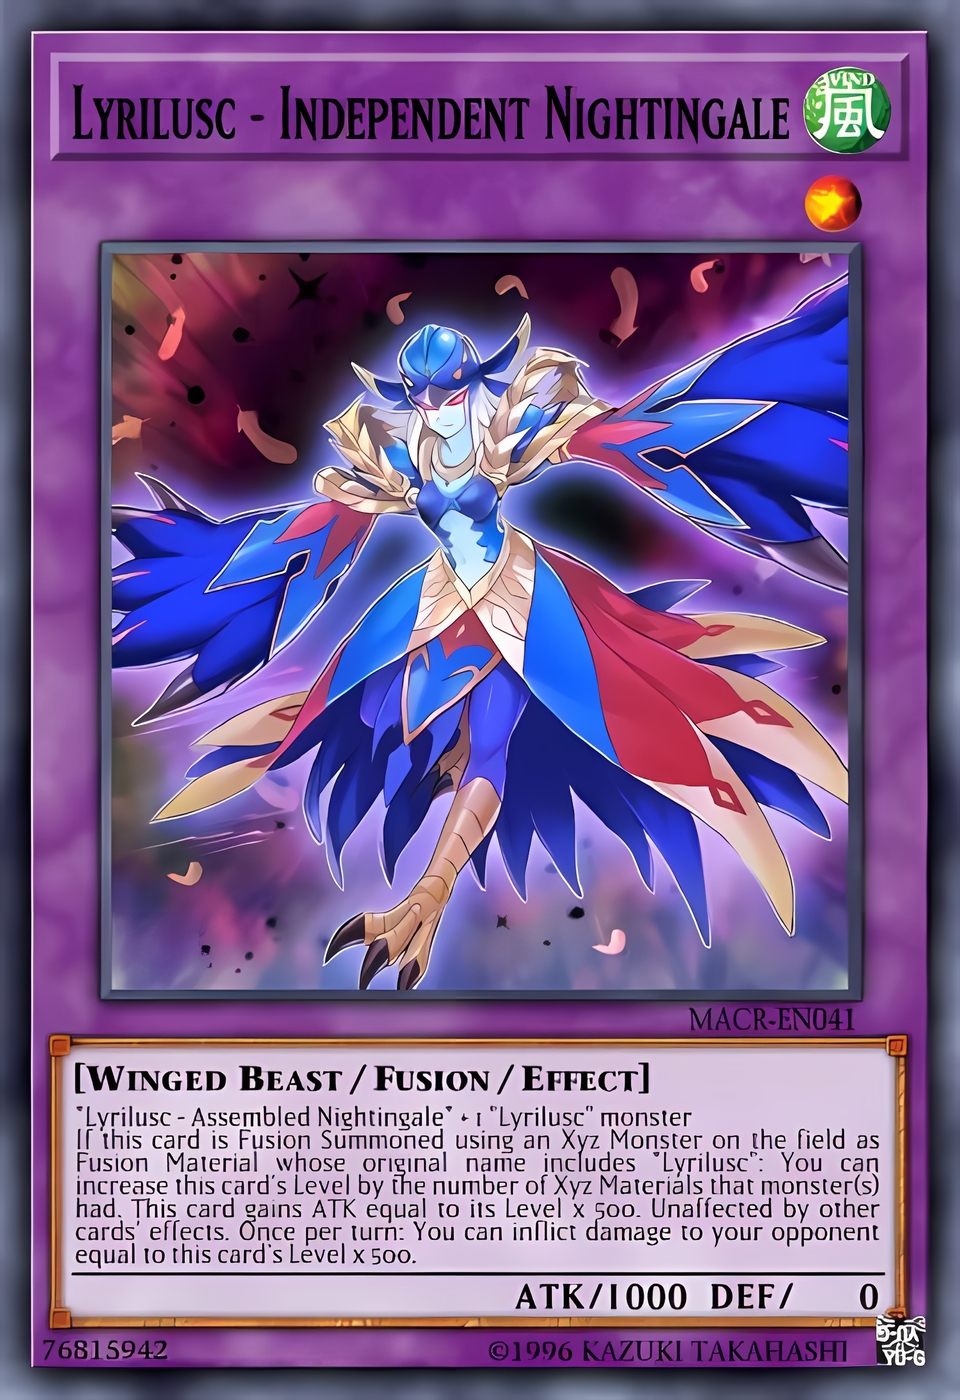 LYRILUSC - INDEPENDENT NIGHTINGALE
WIND
風
MACR-EN041
[WINGED BEAST / FUSION / EFFECT]
"Lyrilusc - Assembled Nightingale" + 1 "Lyrilusc" monster
If this card is Fusion Summoned using an Xyz Monster on the field as
Fusion Material whose original name includes "Lyrilusc": You can
increase this card's Level by the number of Xyz Materials that monster(s)
had. This card gains ATK equal to its Level x 500. Unaffected by other
cards' effects. Once per turn: You can inflict damage to your opponent
equal to this card's Level x 500.
ATK/1000 DEF/ 0
76815942
©1996 KAZUKI TAKAHASHI